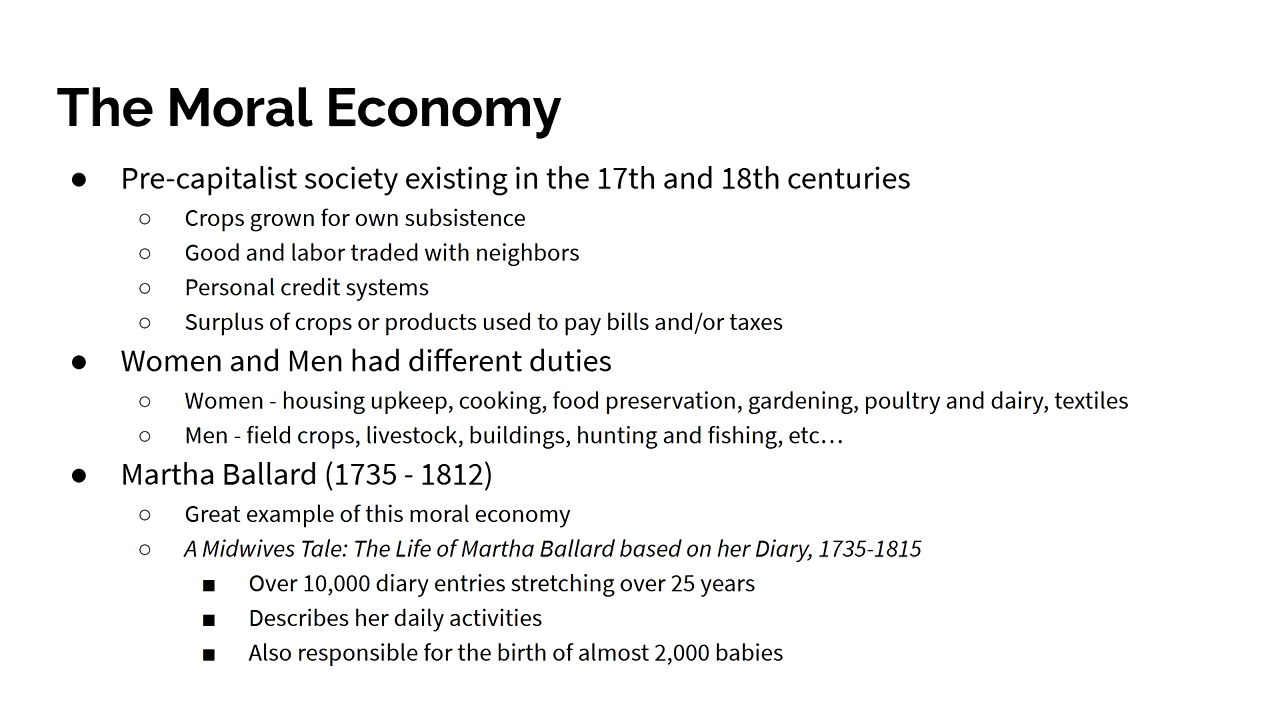 The Moral Economy
● Pre-capitalist society existing in the 17th and 18th centuries
○ Crops grown for own subsistence
○ Good and labor traded with neighbors
○ Personal credit systems
○ Surplus of crops or products used to pay bills and/or taxes
● Women and Men had different duties
○ Women - housing upkeep, cooking, food preservation, gardening, poultry and dairy, textiles
○ Men - field crops, livestock, buildings, hunting and fishing, etc…
● Martha Ballard (1735 - 1812)
○ Great example of this moral economy
○ A Midwives Tale: The Life of Martha Ballard based on her Diary, 1735-1815
■ Over 10,000 diary entries stretching over 25 years
■ Describes her daily activities
■ Also responsible for the birth of almost 2,000 babies